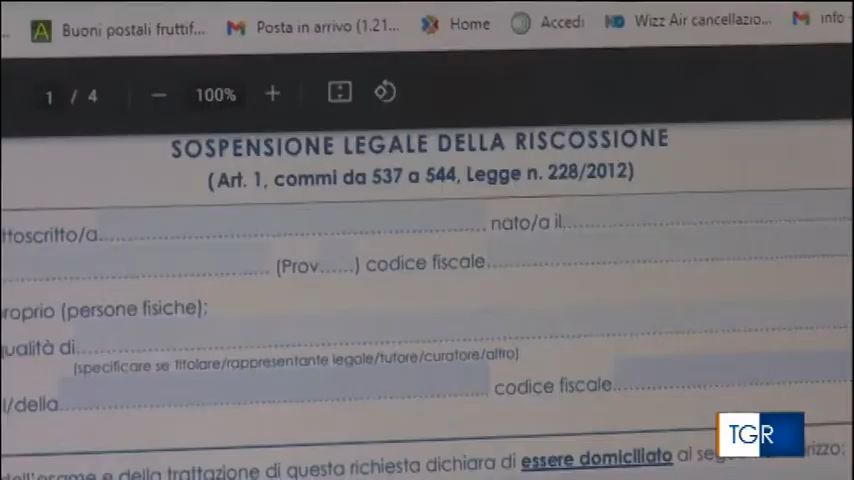 Buoni postali fruttif... Posta in arrivo (1.21... Home Accedi Wizz Air cancellazio... info
1 / 4 100%
SOSPENSIONE LEGALE DELLA RISCOSSIONE
(Art. 1, commi da 537 a 544, Legge n. 228/2012)
ttoscritto/a.......... nato/a il..........
.......... (Prov......) codice fiscale..........
roprio (persone fisiche);
qualità di..........
(specificare se titolare/rappresentante legale/tutore/curatore/altro)
l/della.......... codice fiscale..........
TGR
dell'esame e della trattazione di questa richiesta dichiara di essere domiciliato al rizzo: